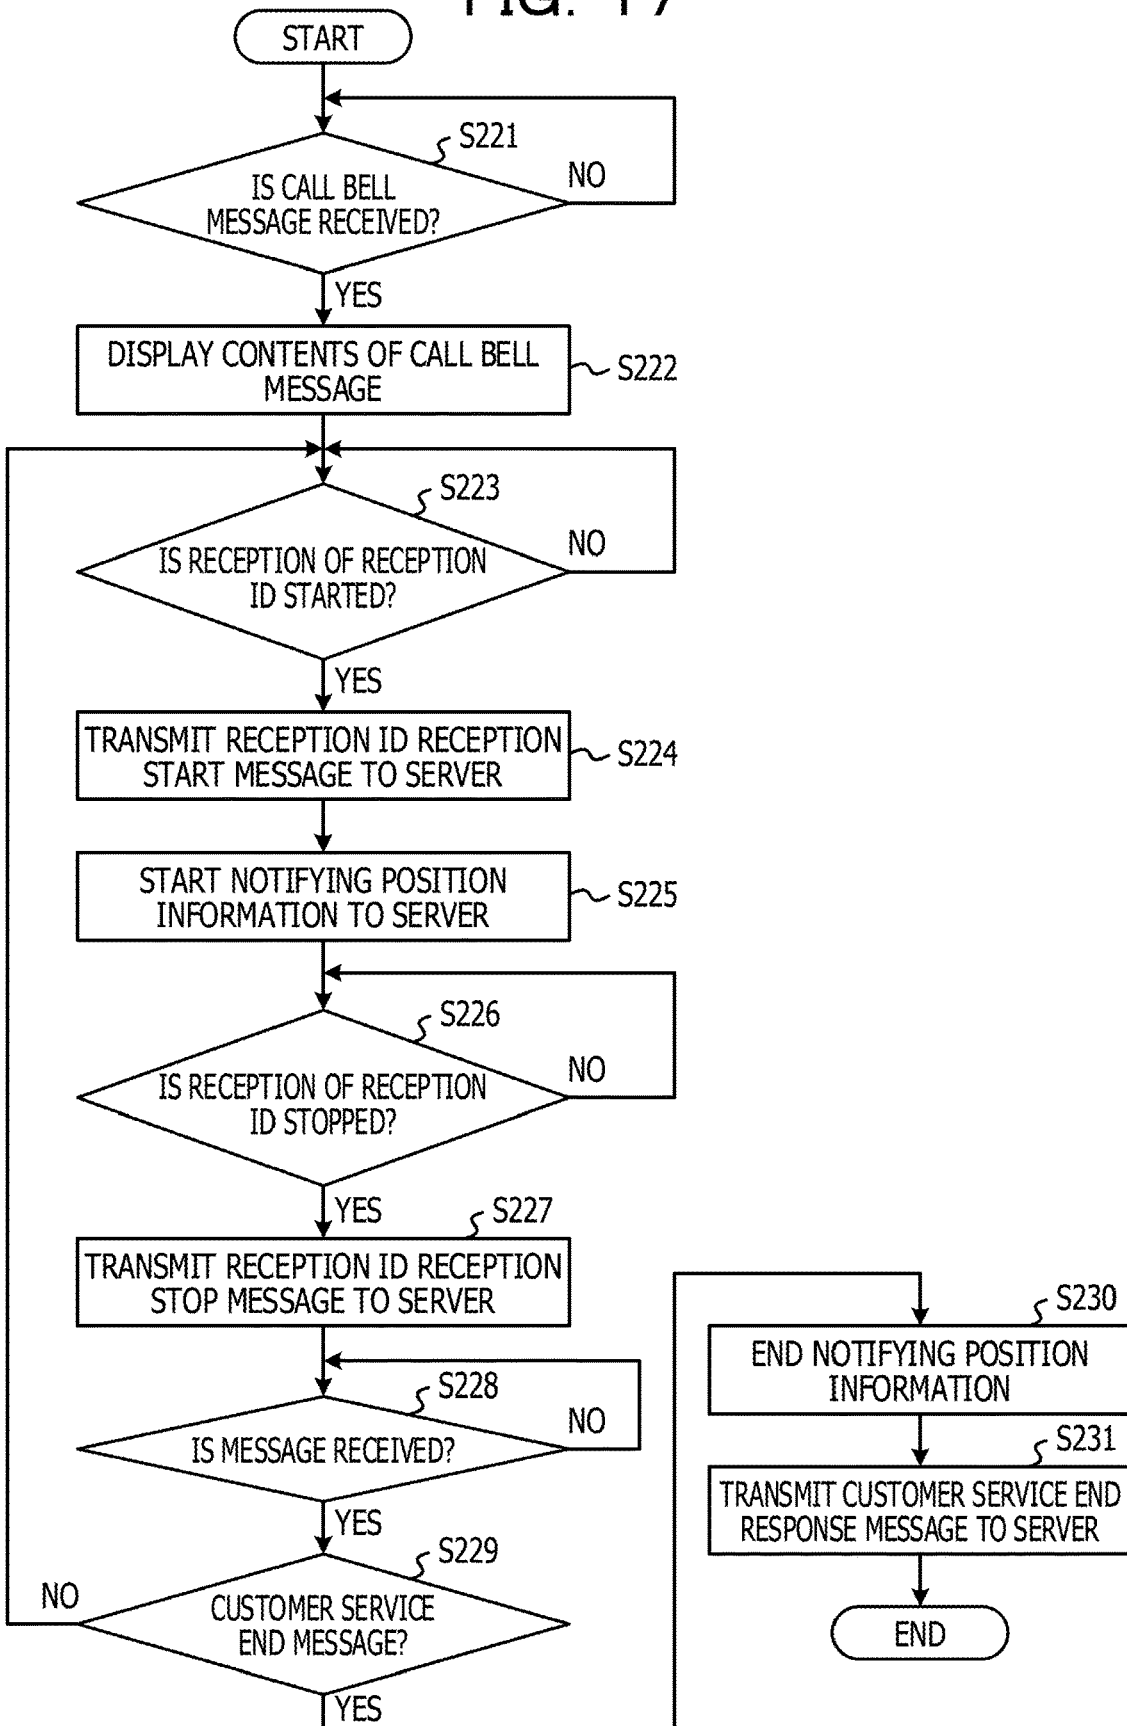 FIG. 17
START
S221
IS CALL BELL
MESSAGE RECEIVED?
NO
YES
DISPLAY CONTENTS OF CALL BELL
MESSAGE
S222
S223
IS RECEPTION OF RECEPTION
ID STARTED?
NO
YES
TRANSMIT RECEPTION ID RECEPTION
START MESSAGE TO SERVER
S224
START NOTIFYING POSITION
INFORMATION TO SERVER
S225
S226
IS RECEPTION OF RECEPTION
ID STOPPED?
NO
YES
S227
TRANSMIT RECEPTION ID RECEPTION
STOP MESSAGE TO SERVER
S228
IS MESSAGE RECEIVED?
NO
YES
S229
CUSTOMER SERVICE
END MESSAGE?
NO
YES
S230
END NOTIFYING POSITION
INFORMATION
S231
TRANSMIT CUSTOMER SERVICE END
RESPONSE MESSAGE TO SERVER
END